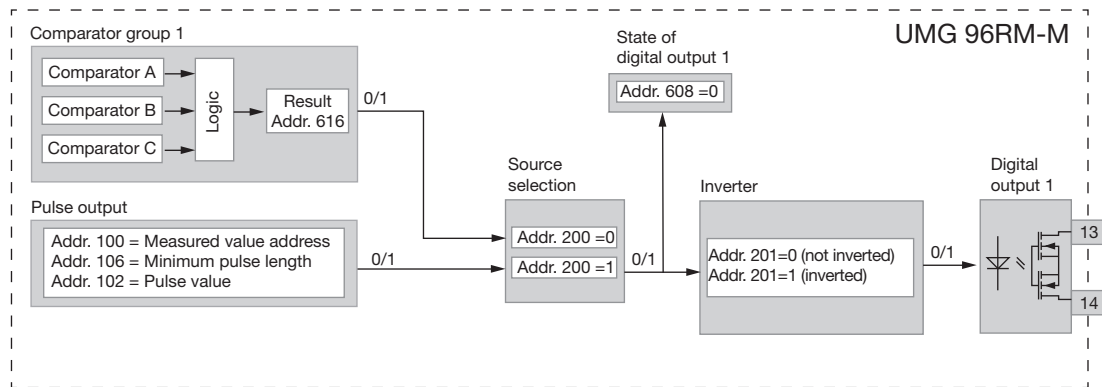 UMG 96RM-M
Comparator group 1
Comparator A
Comparator B
Comparator C
Logic
Result
Addr. 616
0/1
State of
digital output 1
Addr. 608 =0
Pulse output
Addr. 100 = Measured value address
Addr. 106 = Minimum pulse length
Addr. 102 = Pulse value
0/1
Source
selection
Addr. 200 =0
Addr. 200 =1
0/1
Inverter
Addr. 201=0 (not inverted)
Addr. 201=1 (inverted)
0/1
Digital
output 1
13
14